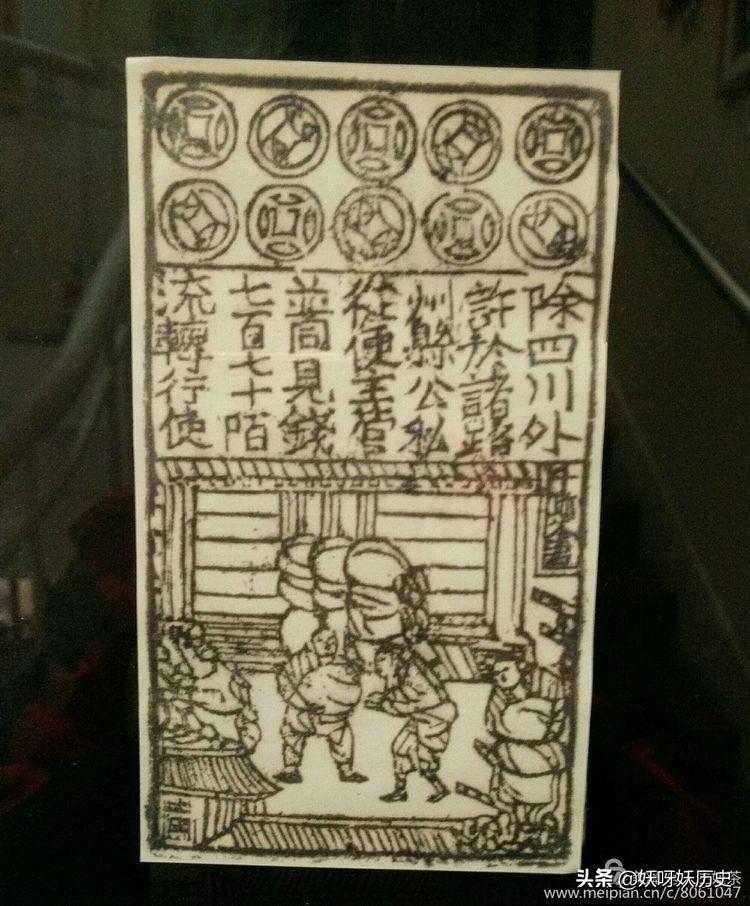 除四川外
許於諸路
州縣公私
從便主管
並同見錢
七百七十陌
流轉行使
头条 @妖呀妖历史
www.meipian.cn/c/8061047